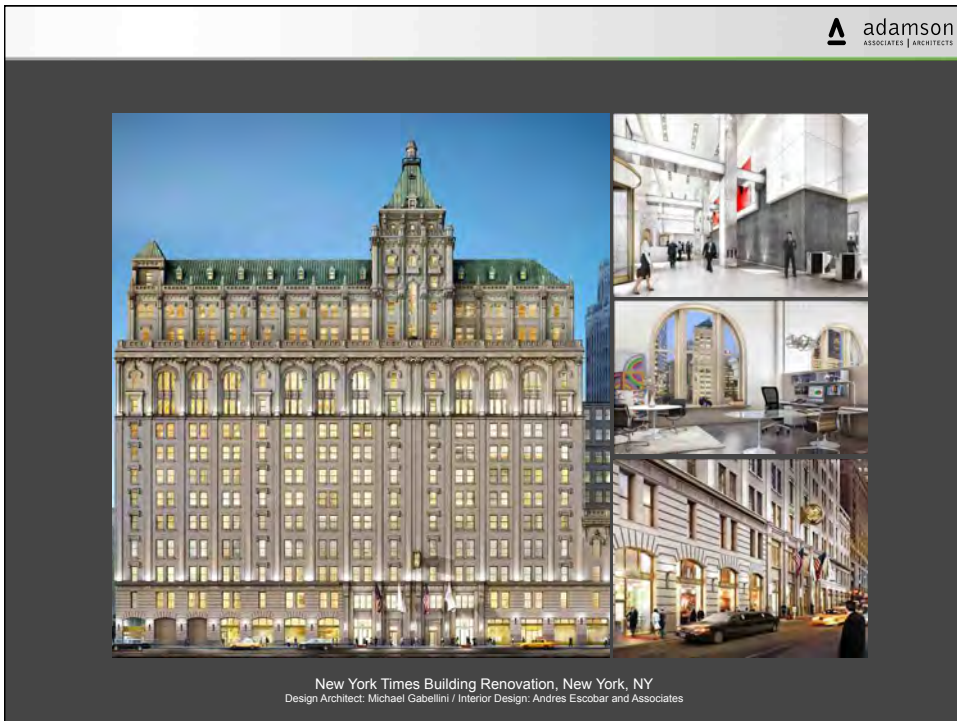 adamson
ASSOCIATES | ARCHITECTS
New York Times Building Renovation, New York, NY
Design Architect: Michael Gabellini / Interior Design: Andres Escobar and Associates